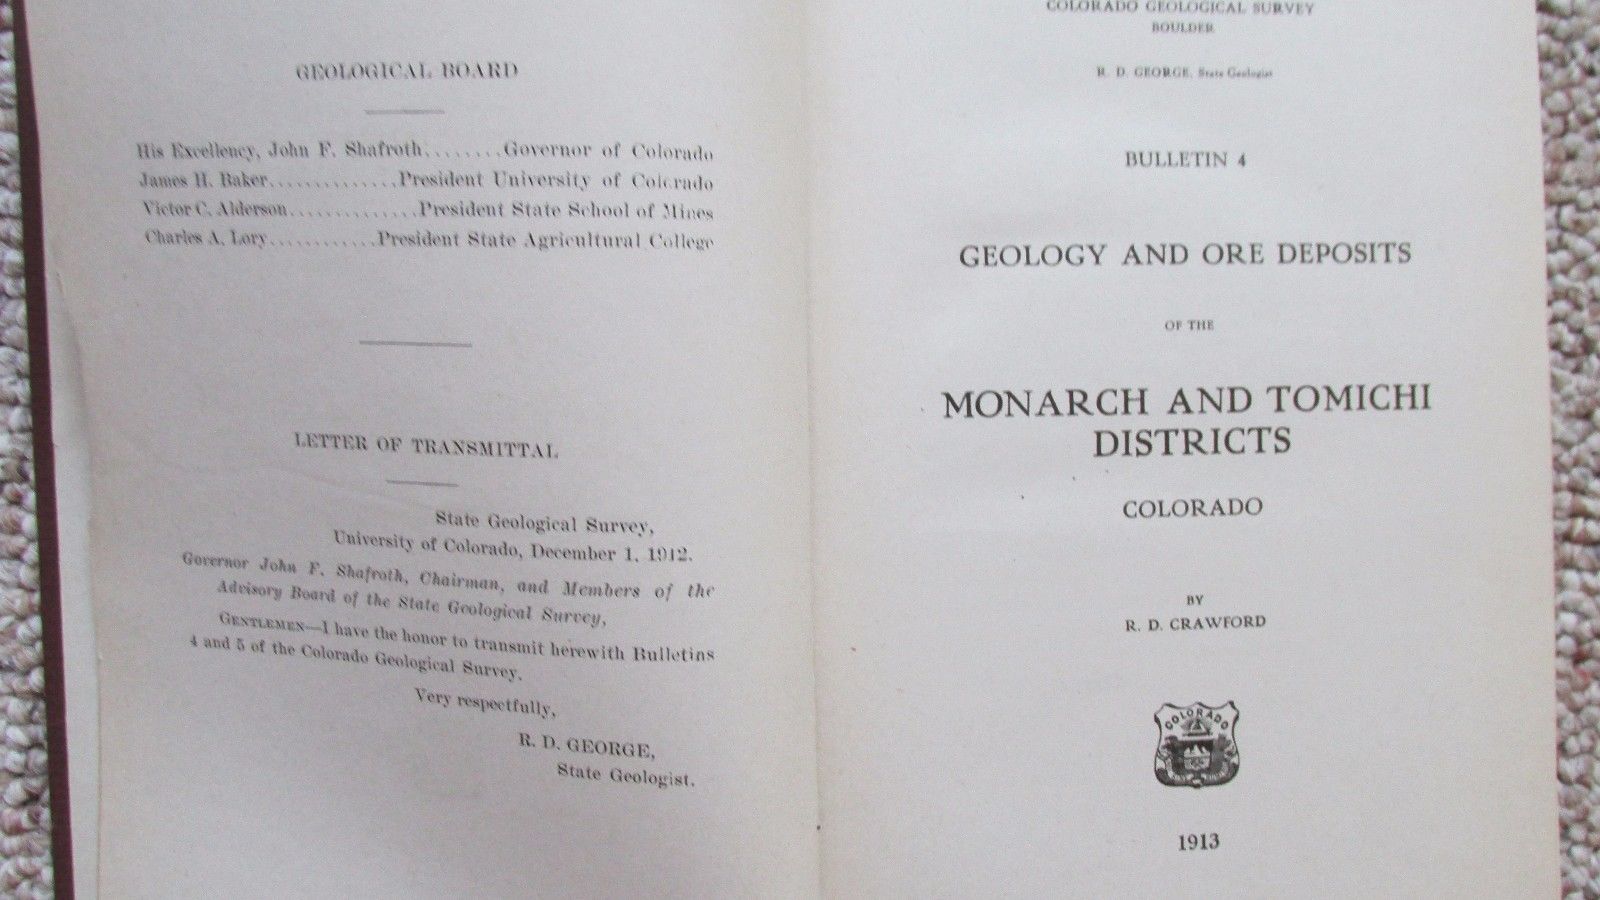 GEOLOGICAL BOARD
His Excellency, John F. Shafroth........Governor of Colorado
James H. Baker..............President University of Colorado
Victor C. Alderson..............President State School of Mines
Charles A. Lory............President State Agricultural College
LETTER OF TRANSMITTAL
State Geological Survey,
University of Colorado, December 1, 1912.
Governor John F. Shafroth, Chairman, and Members of the
Advisory Board of the State Geological Survey,
GENTLEMEN—I have the honor to transmit herewith Bulletins
4 and 5 of the Colorado Geological Survey.
Very respectfully,
R. D. GEORGE,
State Geologist.
COLORADO GEOLOGICAL SURVEY
BOULDER
R. D. GEORGE, State Geologist
BULLETIN 4
GEOLOGY AND ORE DEPOSITS
OF THE
MONARCH AND TOMICHI
DISTRICTS
COLORADO
BY
R. D. CRAWFORD
COLORADO
1913